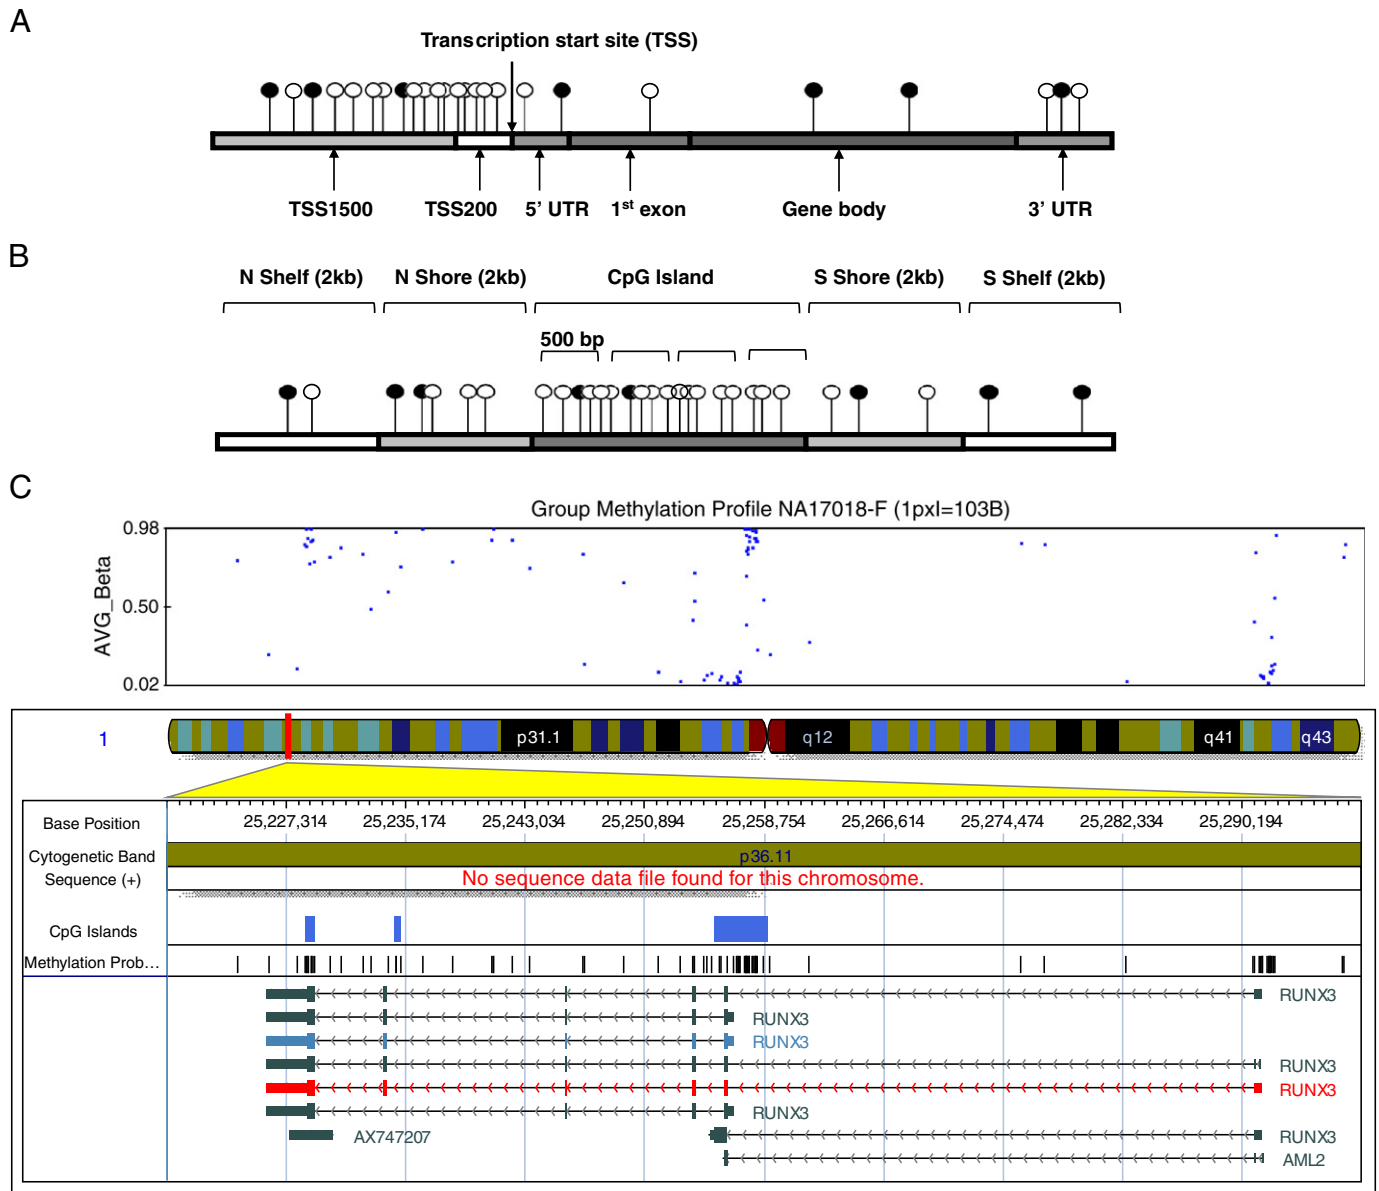 A
Transcription start site (TSS)
TSS1500 TSS200 5' UTR 1st exon Gene body 3' UTR
B
N Shelf (2kb) N Shore (2kb) CpG Island S Shore (2kb) S Shelf (2kb)
500 bp
C
Group Methylation Profile NA17018-F (1pxl=103B)
0.98
AVG_Beta
0.50
0.02
1 p31.1 q12 q41 q43
Base Position 25,227,314 25,235,174 25,243,034 25,250,894 25,258,754 25,266,614 25,274,474 25,282,334 25,290,194
Cytogenetic Band p36.11
Sequence (+) No sequence data file found for this chromosome.
CpG Islands
Methylation Prob…
RUNX3
RUNX3
RUNX3
RUNX3
RUNX3
RUNX3
AX747207 RUNX3
AML2